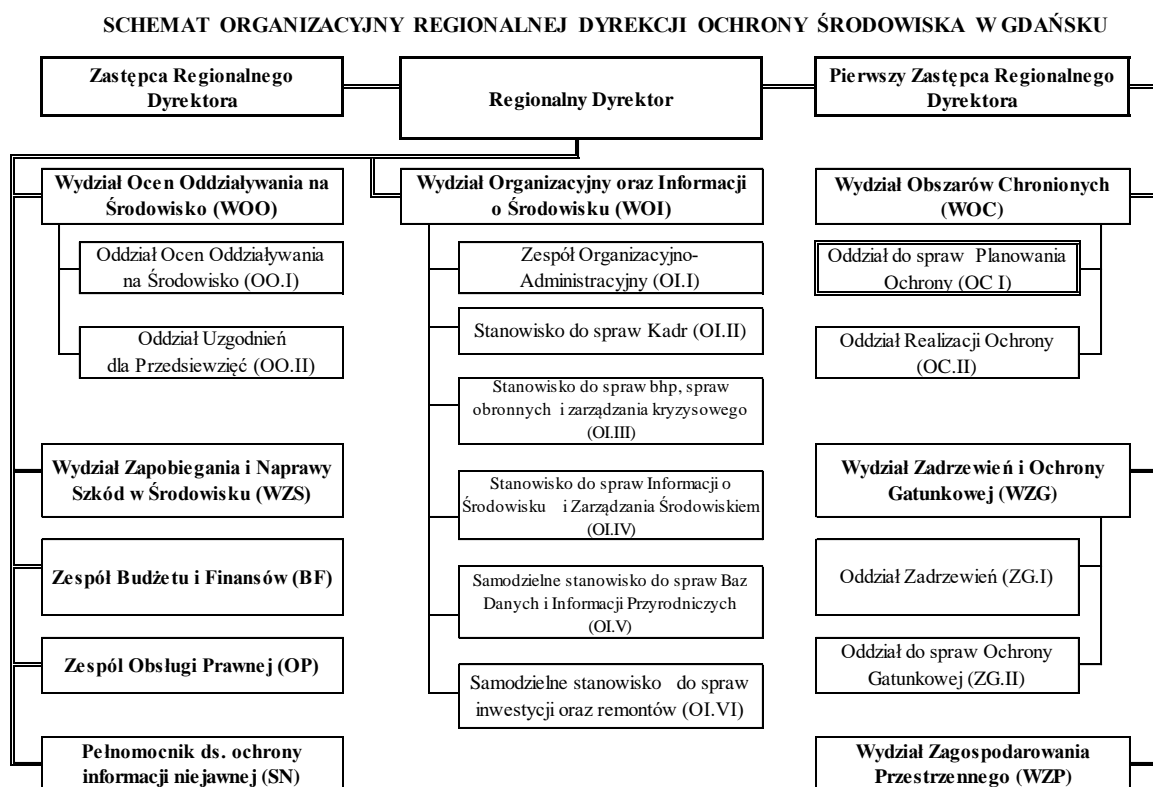 SCHEMAT ORGANIZACYJNY REGIONALNEJ DYREKCJI OCHRONY ŚRODOWISKA W GDAŃSKU
Zastępca Regionalnego
Dyrektora
Regionalny Dyrektor
Pierwszy Zastępca Regionalnego
Dyrektora
Wydział Ocen Oddziaływania na
Środowisko (WOO)
Oddział Ocen Oddziaływania
na Środowisko (OO.I)
Oddział Uzgodnień
dla Przedsiewzięć (OO.II)
Wydział Zapobiegania i Naprawy
Szkód w Środowisku (WZS)
Zespół Budżetu i Finansów (BF)
Zespól Obsługi Prawnej (OP)
Pełnomocnik ds. ochrony
informacji niejawnej (SN)
Wydział Organizacyjny oraz Informacji
o Środowisku (WOI)
Zespół Organizacyjno-
Administracyjny (OI.I)
Stanowisko do spraw Kadr (OI.II)
Stanowisko do spraw bhp, spraw
obronnych i zarządzania kryzysowego
(OI.III)
Stanowisko do spraw Informacji o
Środowisku i Zarządzania Środowiskiem
(OI.IV)
Samodzielne stanowisko do spraw Baz
Danych i Informacji Przyrodniczych
(OI.V)
Samodzielne stanowisko do spraw
inwestycji oraz remontów (OI.VI)
Wydział Obszarów Chronionych
(WOC)
Oddział do spraw Planowania
Ochrony (OC I)
Oddział Realizacji Ochrony
(OC.II)
Wydział Zadrzewień i Ochrony
Gatunkowej (WZG)
Oddział Zadrzewień (ZG.I)
Oddział do spraw Ochrony
Gatunkowej (ZG.II)
Wydział Zagospodarowania
Przestrzennego (WZP)